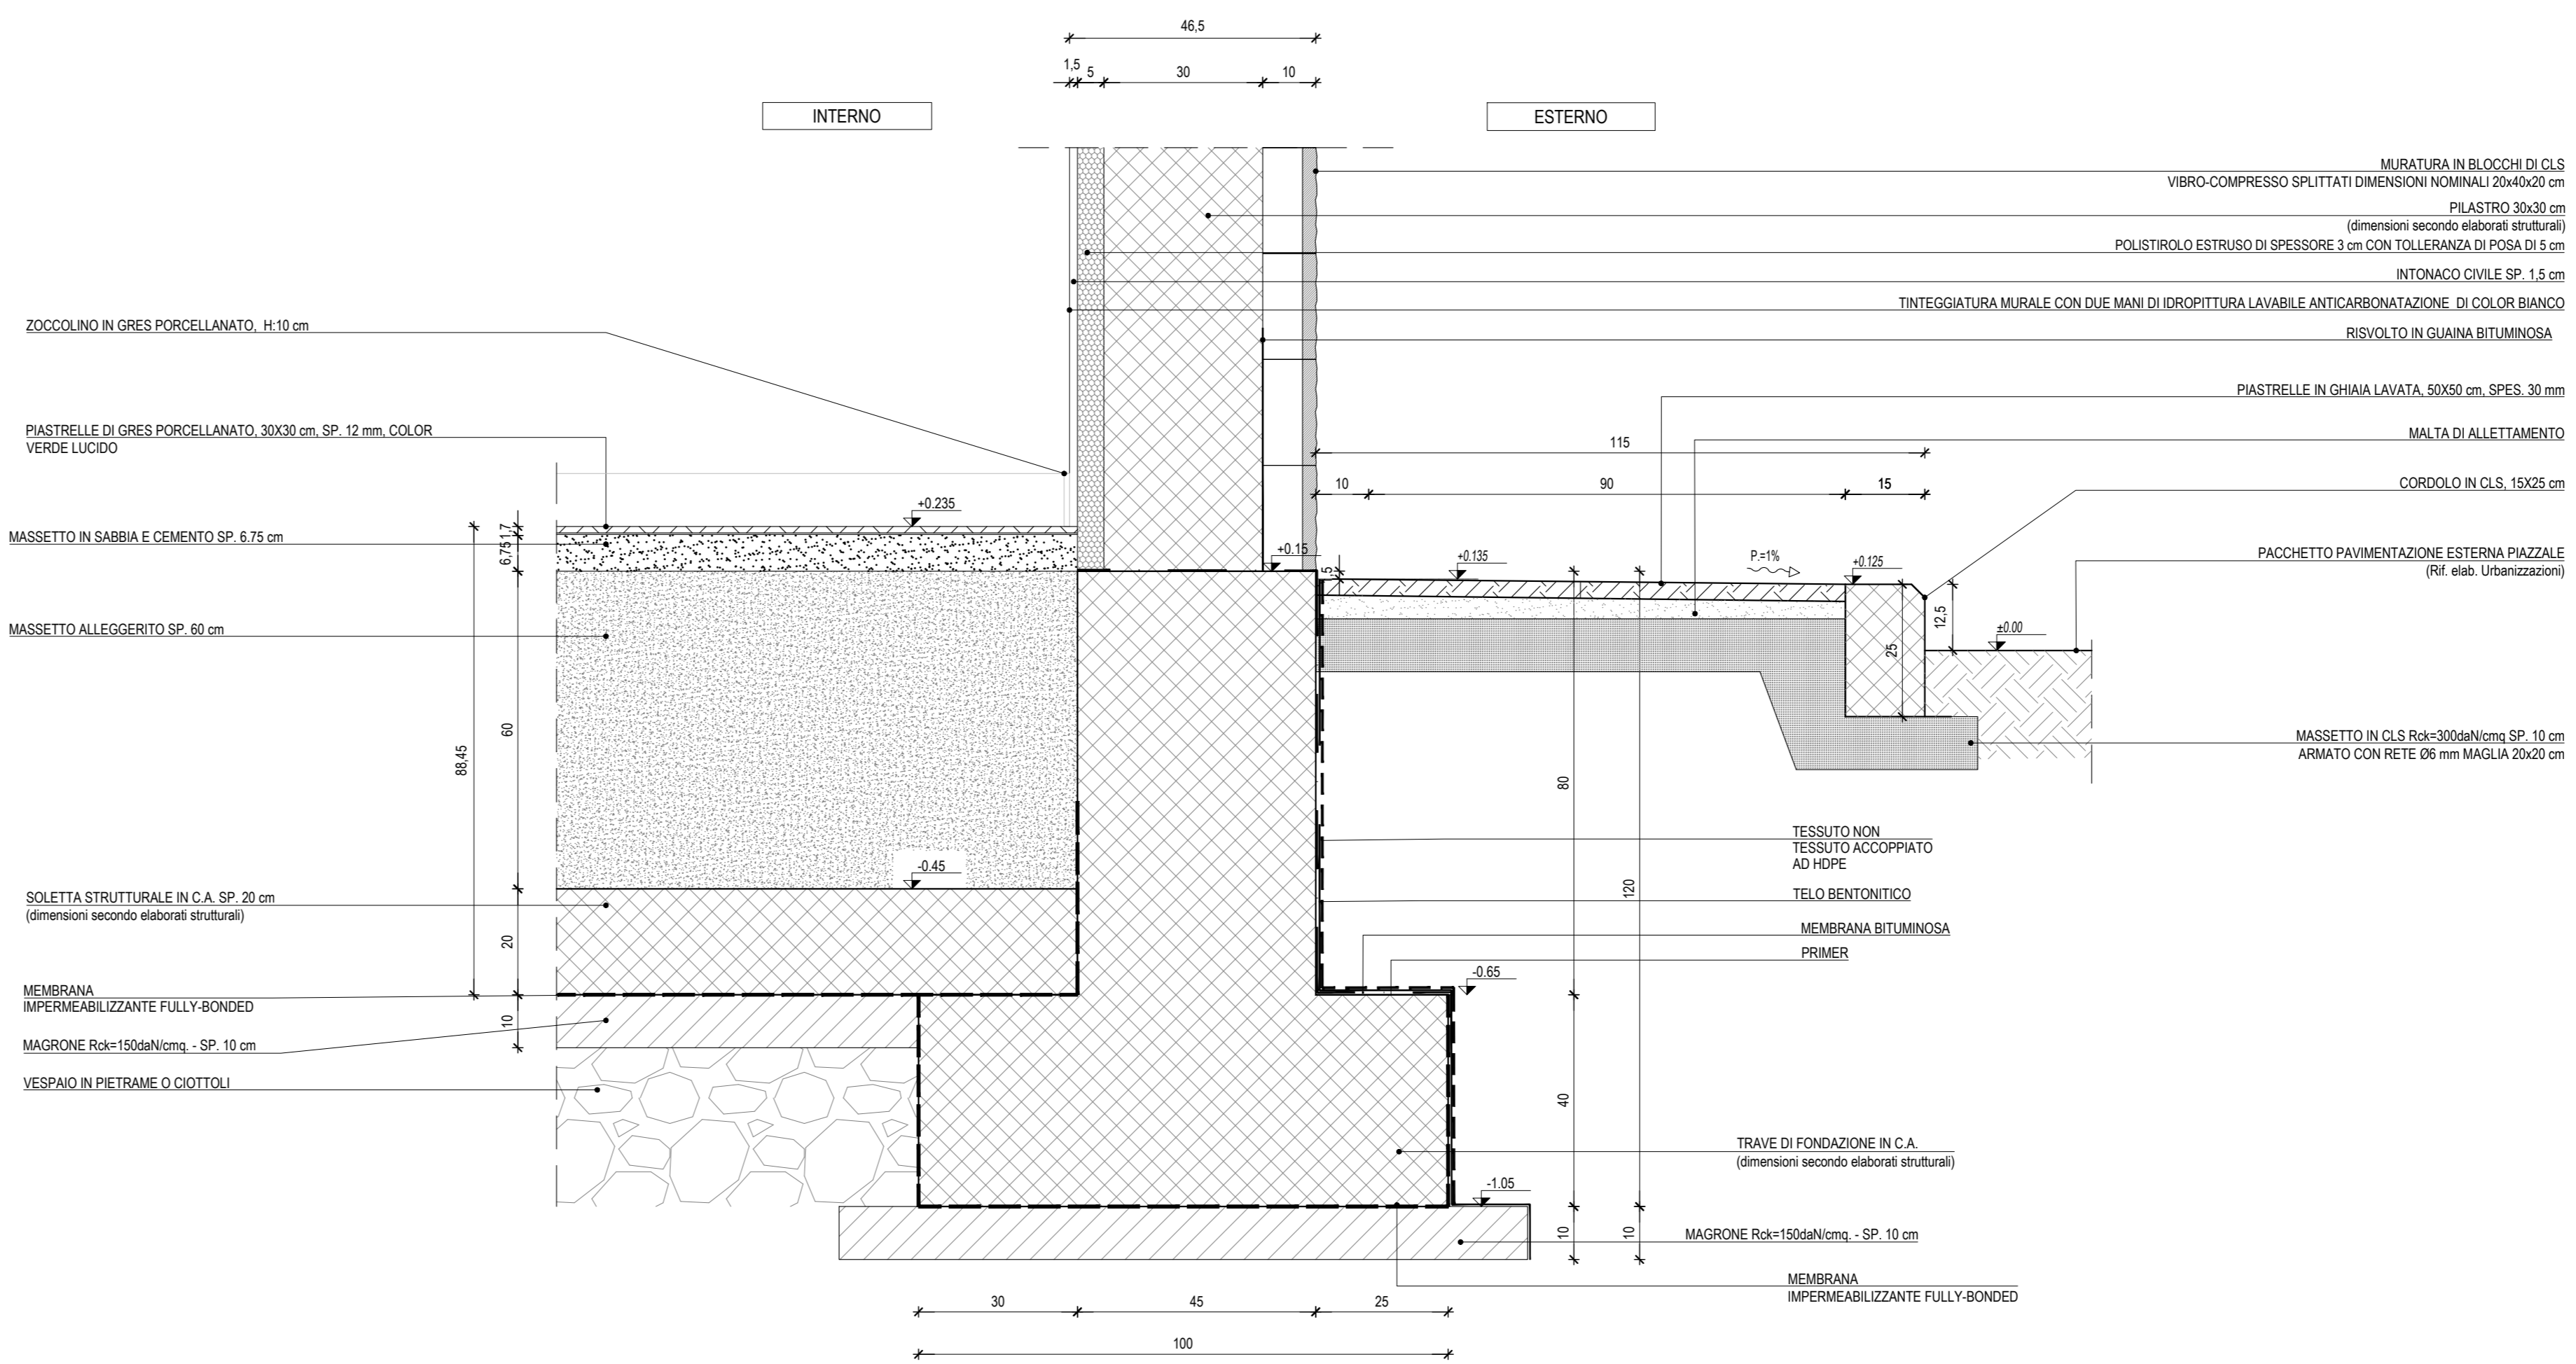 46,5
1,5
5
30
10
INTERNO
ESTERNO
MURATURA IN BLOCCHI DI CLS
VIBRO-COMPRESSO SPLITTATI DIMENSIONI NOMINALI 20x40x20 cm
PILASTRO 30x30 cm
(dimensioni secondo elaborati strutturali)
POLISTIROLO ESTRUSO DI SPESSORE 3 cm CON TOLLERANZA DI POSA DI 5 cm
INTONACO CIVILE SP. 1,5 cm
TINTEGGIATURA MURALE CON DUE MANI DI IDROPITTURA LAVABILE ANTICARBONATAZIONE DI COLOR BIANCO
RISVOLTO IN GUAINA BITUMINOSA
PIASTRELLE IN GHIAIA LAVATA, 50X50 cm, SPES. 30 mm
MALTA DI ALLETTAMENTO
CORDOLO IN CLS, 15X25 cm
PACCHETTO PAVIMENTAZIONE ESTERNA PIAZZALE
(Rif. elab. Urbanizzazioni)
MASSETTO IN CLS Rck=300daN/cmq SP. 10 cm
ARMATO CON RETE Ø6 mm MAGLIA 20x20 cm
ZOCCOLINO IN GRES PORCELLANATO, H:10 cm
PIASTRELLE DI GRES PORCELLANATO, 30X30 cm, SP. 12 mm, COLOR
VERDE LUCIDO
MASSETTO IN SABBIA E CEMENTO SP. 6.75 cm
MASSETTO ALLEGGERITO SP. 60 cm
SOLETTA STRUTTURALE IN C.A. SP. 20 cm
(dimensioni secondo elaborati strutturali)
MEMBRANA
IMPERMEABILIZZANTE FULLY-BONDED
MAGRONE Rck=150daN/cmq. - SP. 10 cm
VESPAIO IN PIETRAME O CIOTTOLI
88,45
1,7
6,75
60
20
10
+0.235
-0.45
+0.15
115
10
90
15
5
+0.135
P.=1%
+0.125
12,5
25
±0.00
80
120
40
10
10
TESSUTO NON
TESSUTO ACCOPPIATO
AD HDPE
TELO BENTONITICO
MEMBRANA BITUMINOSA
PRIMER
-0.65
TRAVE DI FONDAZIONE IN C.A.
(dimensioni secondo elaborati strutturali)
-1.05
MAGRONE Rck=150daN/cmq. - SP. 10 cm
MEMBRANA
IMPERMEABILIZZANTE FULLY-BONDED
30
45
25
100